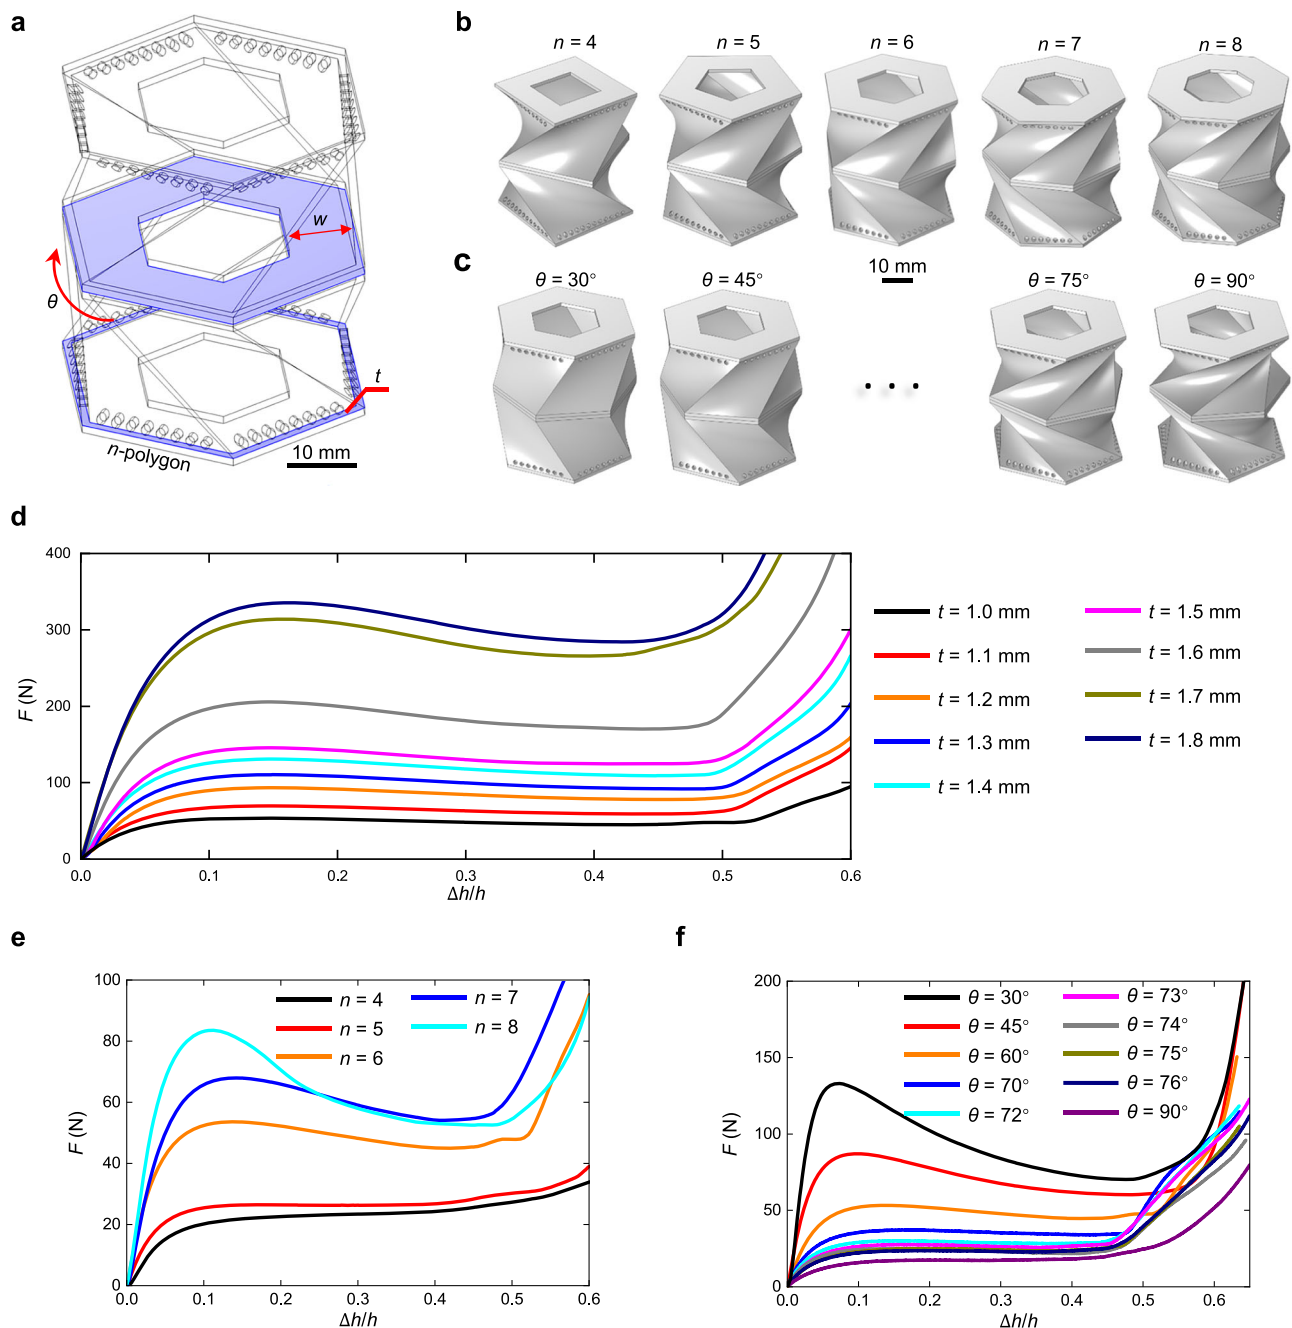 a
w
θ
t
n-polygon
10 mm
b
n = 4
n = 5
n = 6
n = 7
n = 8
c
10 mm
θ = 30°
θ = 45°
. . .
θ = 75°
θ = 90°
d
400
300
200
100
0
F (N)
0.0
0.1
0.2
0.3
0.4
0.5
0.6
Δh/h
t = 1.0 mm
t = 1.1 mm
t = 1.2 mm
t = 1.3 mm
t = 1.4 mm
t = 1.5 mm
t = 1.6 mm
t = 1.7 mm
t = 1.8 mm
e
100
80
60
40
20
0
F (N)
0.0
0.1
0.2
0.3
0.4
0.5
0.6
Δh/h
n = 4
n = 5
n = 6
n = 7
n = 8
f
200
150
100
50
0
F (N)
0.0
0.1
0.2
0.3
0.4
0.5
0.6
Δh/h
θ = 30°
θ = 45°
θ = 60°
θ = 70°
θ = 72°
θ = 73°
θ = 74°
θ = 75°
θ = 76°
θ = 90°